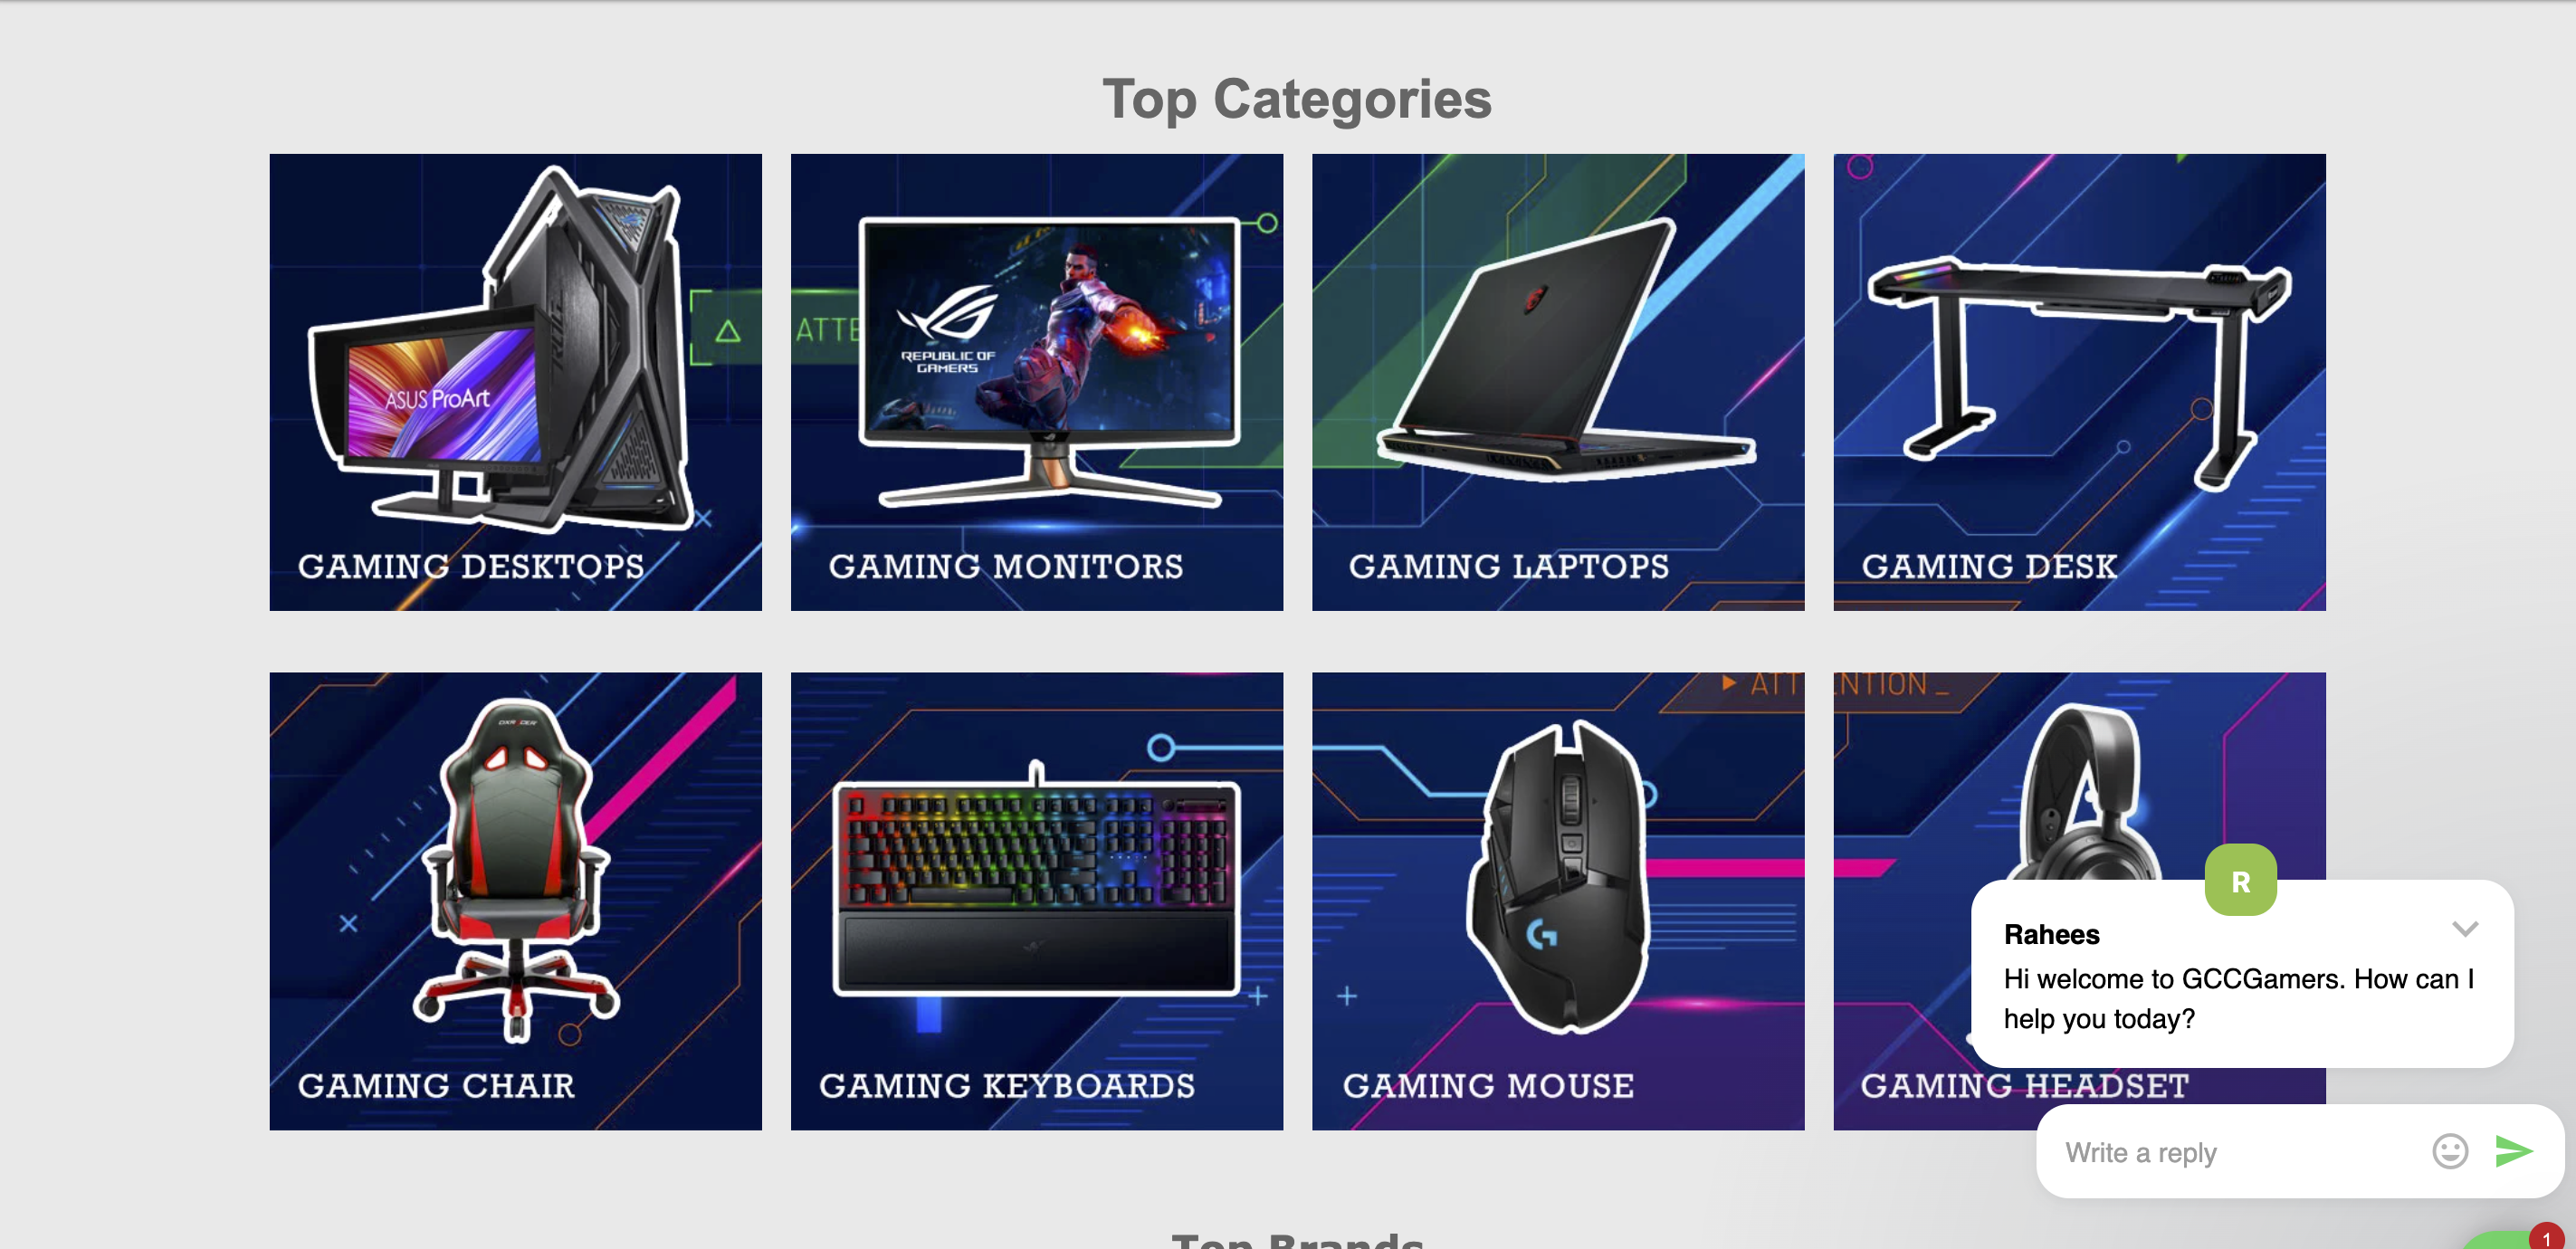 Top Categories
ASUS ProArt
GAMING DESKTOPS
ATTE
REPUBLIC OF
GAMERS
GAMING MONITORS
GAMING LAPTOPS
GAMING DESK
DXRACER
GAMING CHAIR
GAMING KEYBOARDS
ATTENTION_
G
GAMING MOUSE
GAMING HEADSET
R
Rahees
Hi welcome to GCCGamers. How can I
help you today?
Write a reply
Top Brands
1